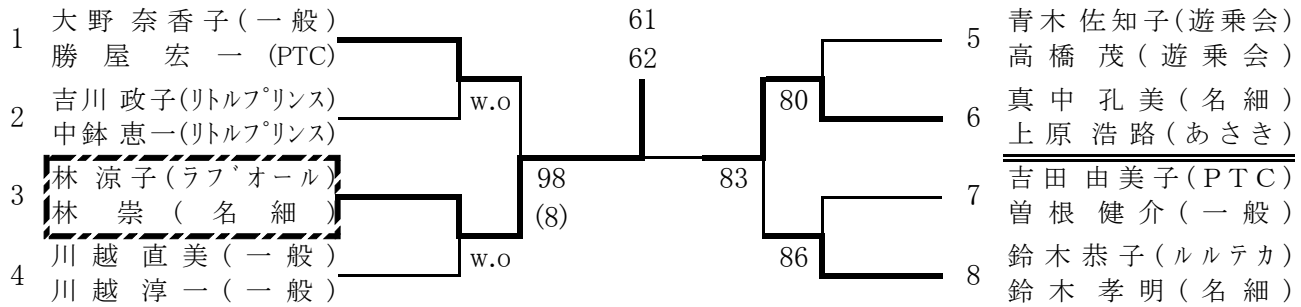 1
大野 奈香子(一般)
勝屋 宏一 (PTC)
2
吉川 政子(リトルプリンス)
中鉢 恵一(リトルプリンス)
3
林 涼子(ラブオール)
林 崇 (名細)
4
川越 直美(一般)
川越 淳一(一般)
w.o
w.o
98
(8)
61
62
83
80
86
5
青木 佐知子(遊乗会)
高橋 茂 (遊乗会)
6
真中 孔美(名細)
上原 浩路(あさき)
7
吉田 由美子(PTC)
曽根 健介(一般)
8
鈴木恭子(ルルテカ)
鈴木 孝明(名細)